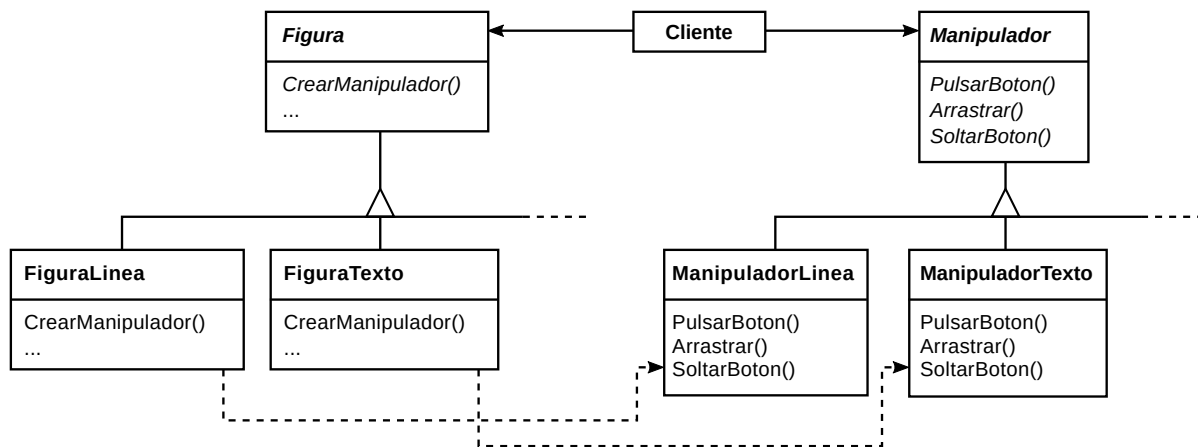 Figura
CrearManipulador()
...
Cliente
Manipulador
PulsarBoton()
Arrastrar()
SoltarBoton()
FiguraLinea
CrearManipulador()
...
FiguraTexto
CrearManipulador()
...
ManipuladorLinea
PulsarBoton()
Arrastrar()
SoltarBoton()
ManipuladorTexto
PulsarBoton()
Arrastrar()
SoltarBoton()